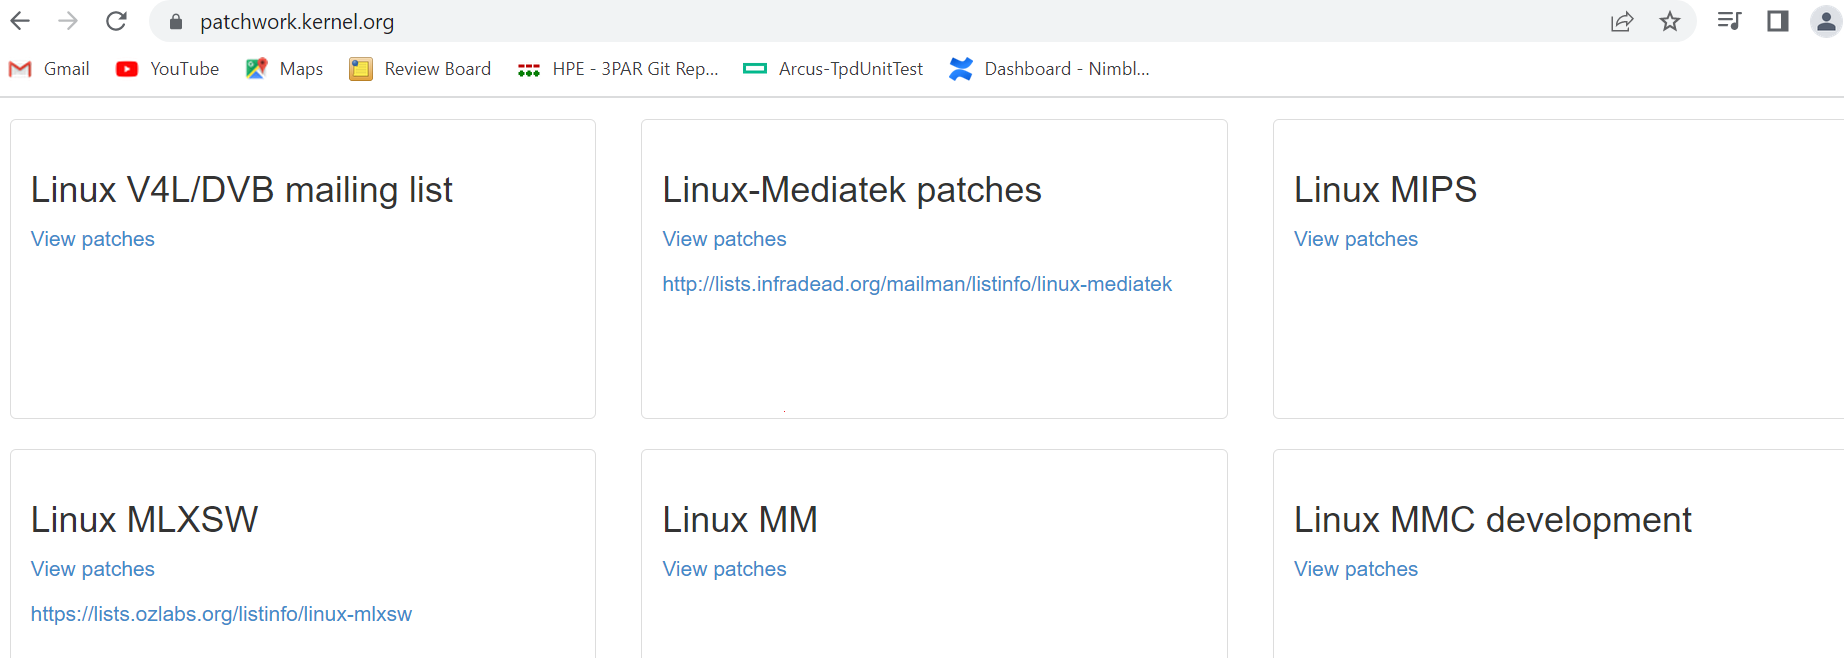 patchwork.kernel.org
Gmail YouTube Maps Review Board HPE - 3PAR Git Rep... Arcus-TpdUnitTest Dashboard - Nimbl...
Linux V4L/DVB mailing list
View patches
Linux-Mediatek patches
View patches
http://lists.infradead.org/mailman/listinfo/linux-mediatek
Linux MIPS
View patches
Linux MLXSW
View patches
https://lists.ozlabs.org/listinfo/linux-mlxsw
Linux MM
View patches
Linux MMC development
View patches